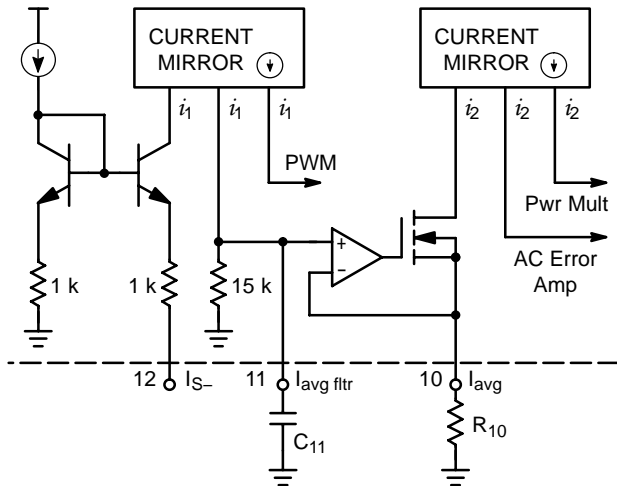 CURRENT
MIRROR
CURRENT
MIRROR
i1
i1
i1
i2
i2
i2
PWM
Pwr Mult
AC Error
Amp
+
–
1 k
1 k
15 k
12
IS–
11
Iavg fltr
10
Iavg
C11
R10